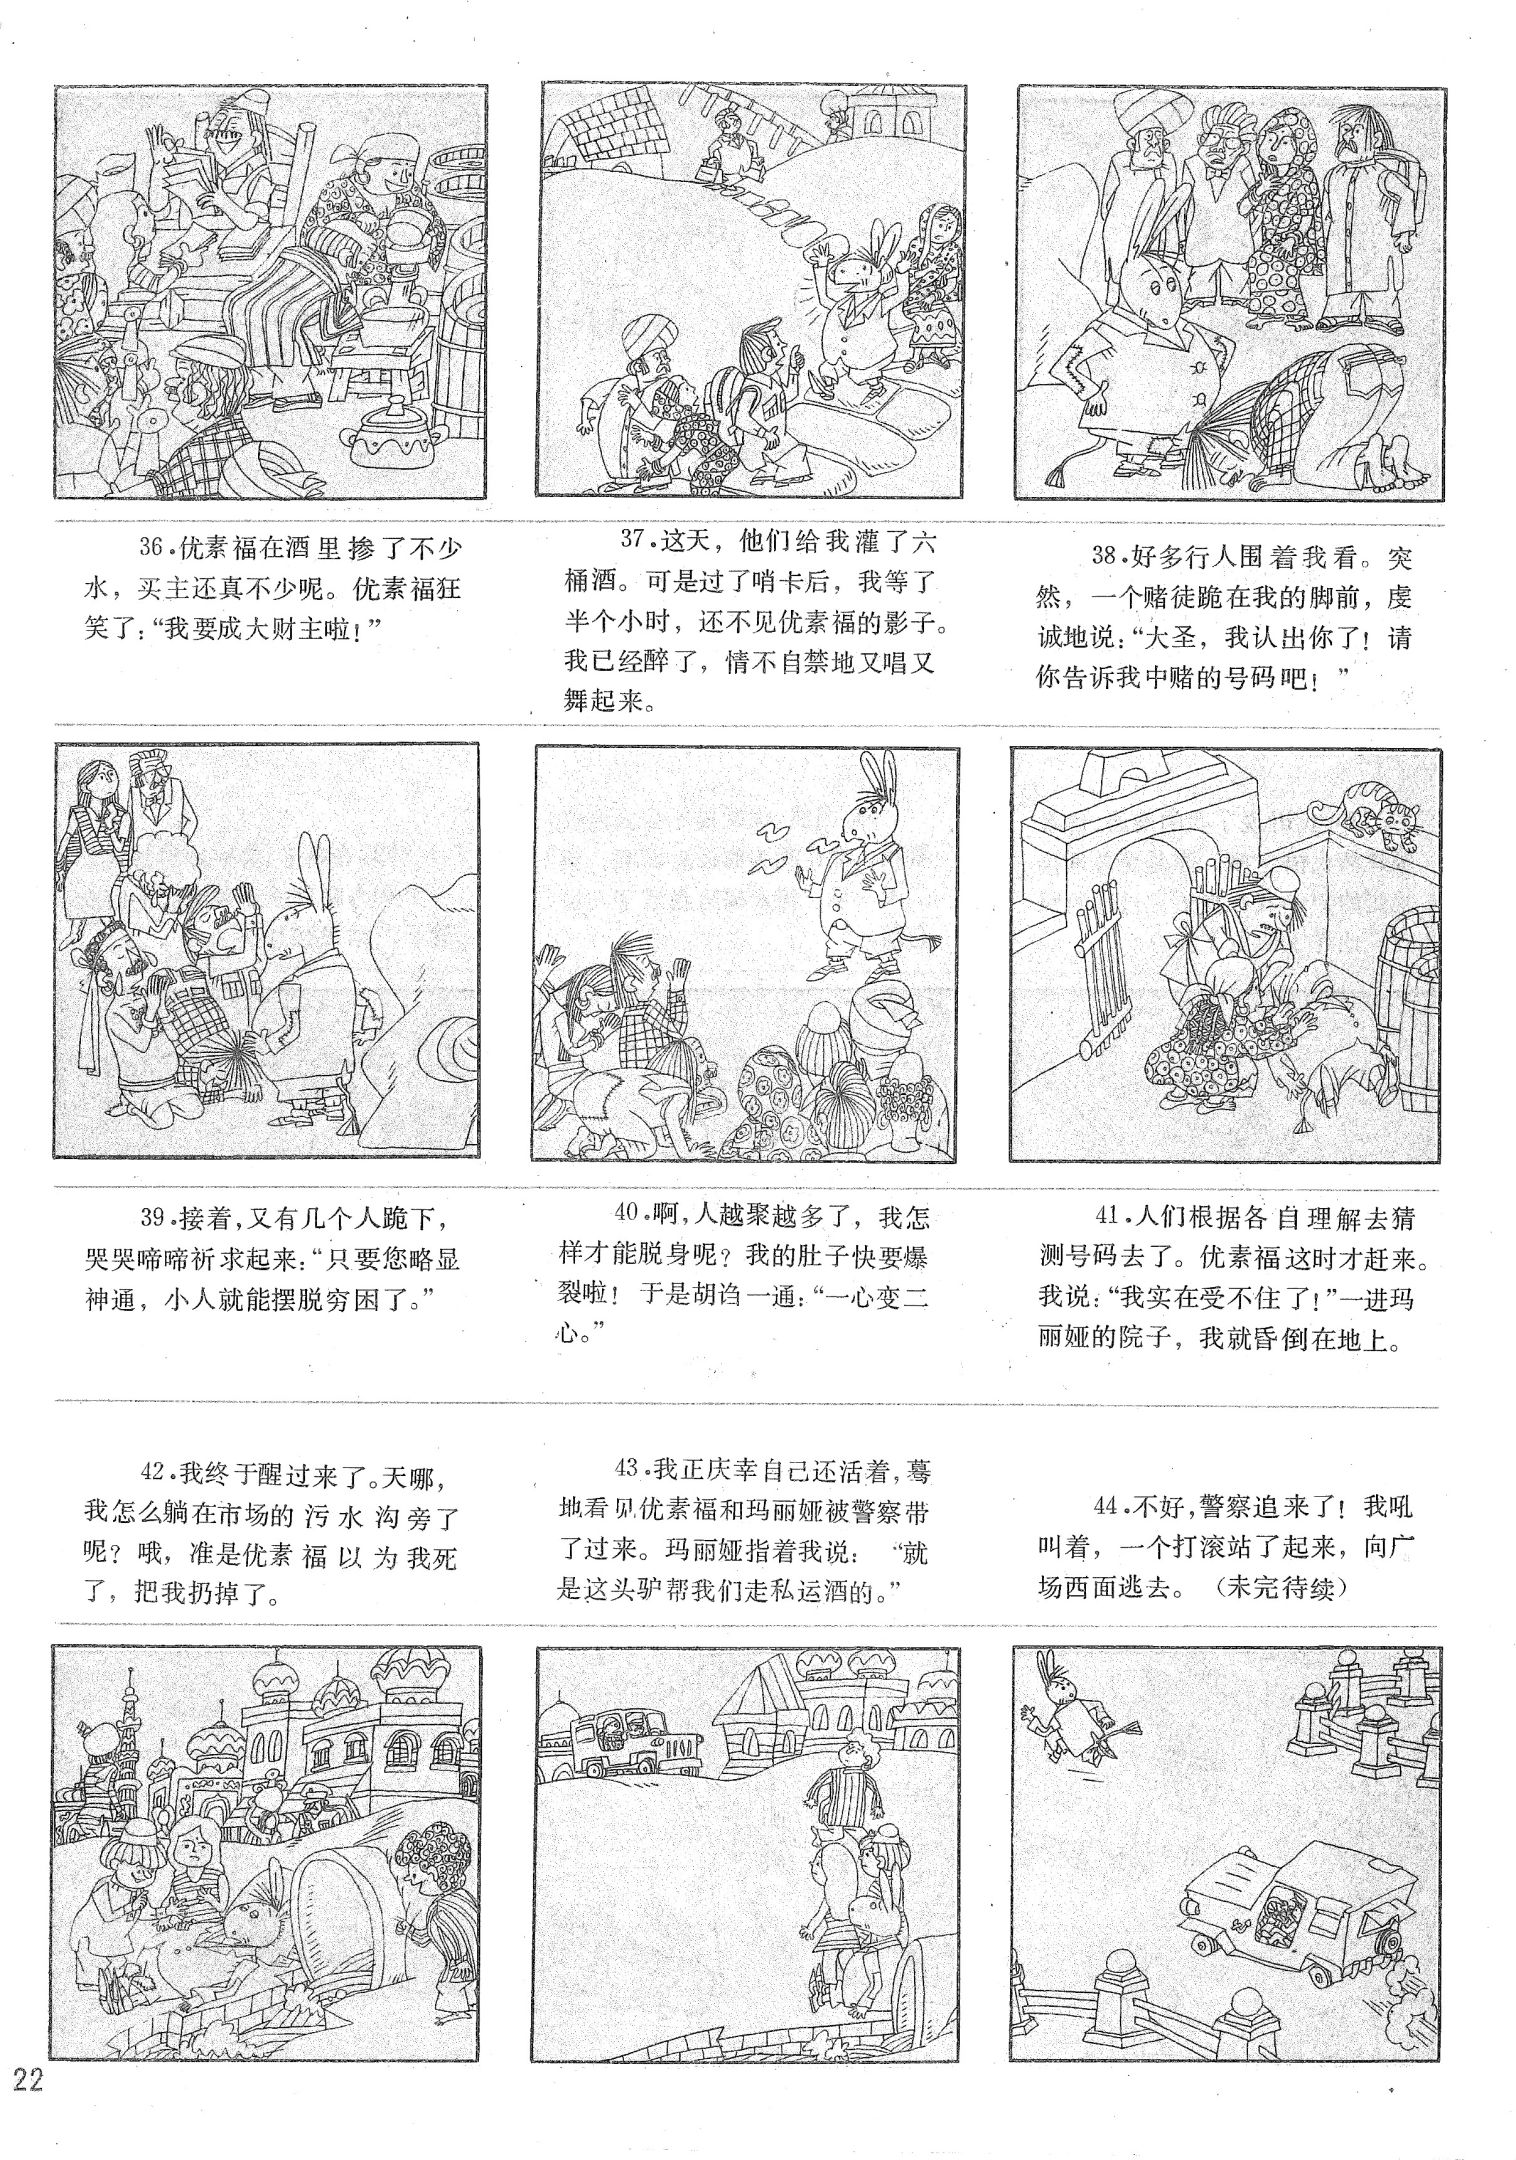 36.优素福在酒里掺了不少
水，买主还真不少呢。优素福狂
笑了：“我要成大财主啦！”
37.这天，他们给我灌了六
桶酒。可是过了哨卡后，我等了
半个小时，还不见优素福的影子。
我已经醉了，情不自禁地又唱又
舞起来。
38.好多行人围着我看。突
然，一个赌徒跪在我的脚前，虔
诚地说：“大圣，我认出你了！请
你告诉我中赌的号码吧！”
39.接着，又有几个人跪下，
哭哭啼啼祈求起来：“只要您略显
神通，小人就能摆脱穷困了。”
40.啊，人越聚越多了，我怎
样才能脱身呢？我的肚子快要爆
裂啦！于是胡诌一通：“一心变二
心。”
41.人们根据各自理解去猜
测号码去了。优素福这时才赶来。
我说：“我实在受不住了！”一进玛
丽娅的院子，我就昏倒在地上。
42.我终于醒过来了。天哪，
我怎么躺在市场的污水沟旁了
呢？哦，准是优素福以为我死
了，把我扔掉了。
43.我正庆幸自己还活着，蓦
地看见优素福和玛丽娅被警察带
了过来。玛丽娅指着我说：“就
是这头驴帮我们走私运酒的。”
44.不好，警察追来了！我吼
叫着，一个打滚站了起来，向广
场西面逃去。（未完待续）
22